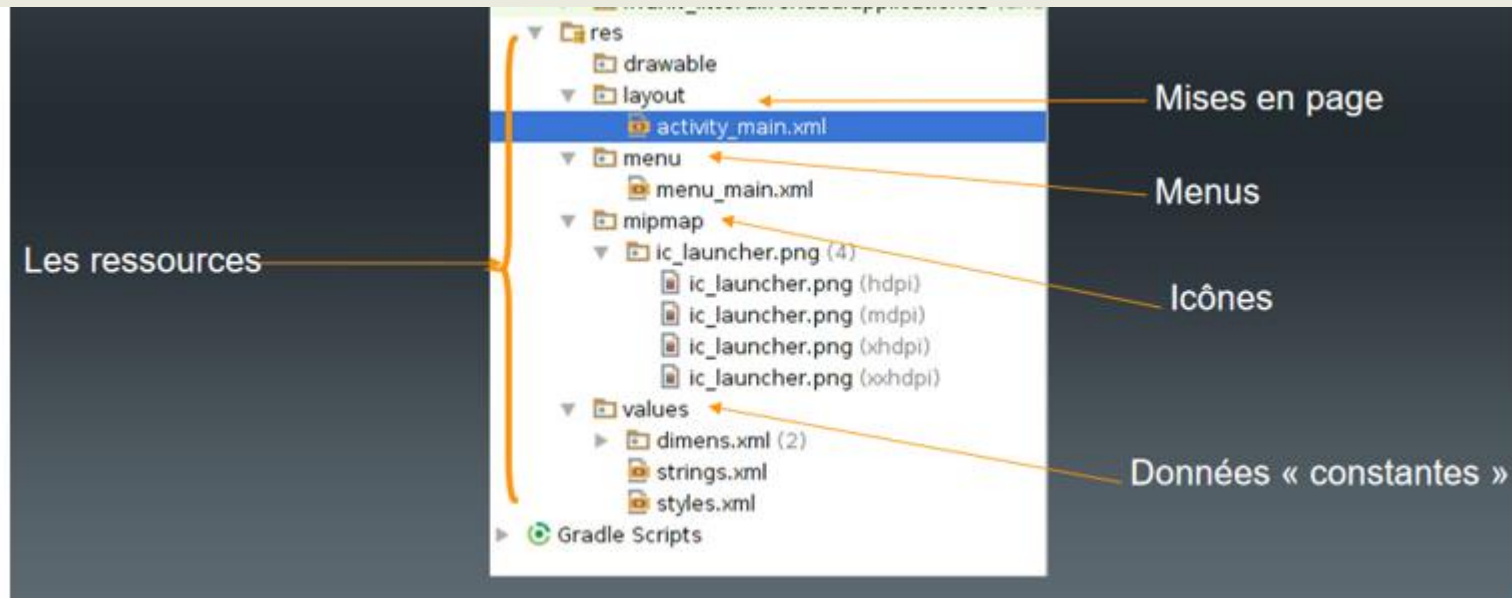 res
drawable
layout
activity_main.xml
menu
menu_main.xml
mipmap
ic_launcher.png (4)
ic_launcher.png (hdpi)
ic_launcher.png (mdpi)
ic_launcher.png (xhdpi)
ic_launcher.png (xxhdpi)
values
dimens.xml (2)
strings.xml
styles.xml
Gradle Scripts
Les ressources
Mises en page
Menus
Icônes
Données « constantes »